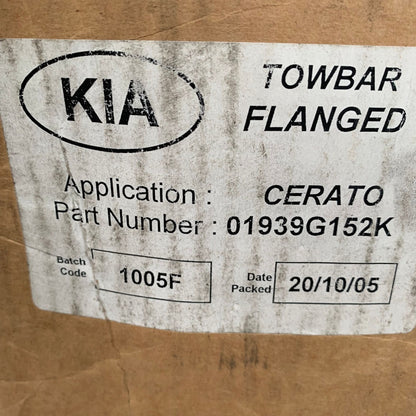 KIA
TOWBAR
FLANGED
Application : CERATO
Part Number : 01939G152K
Batch
Code
1005F
Date
Packed
20/10/05